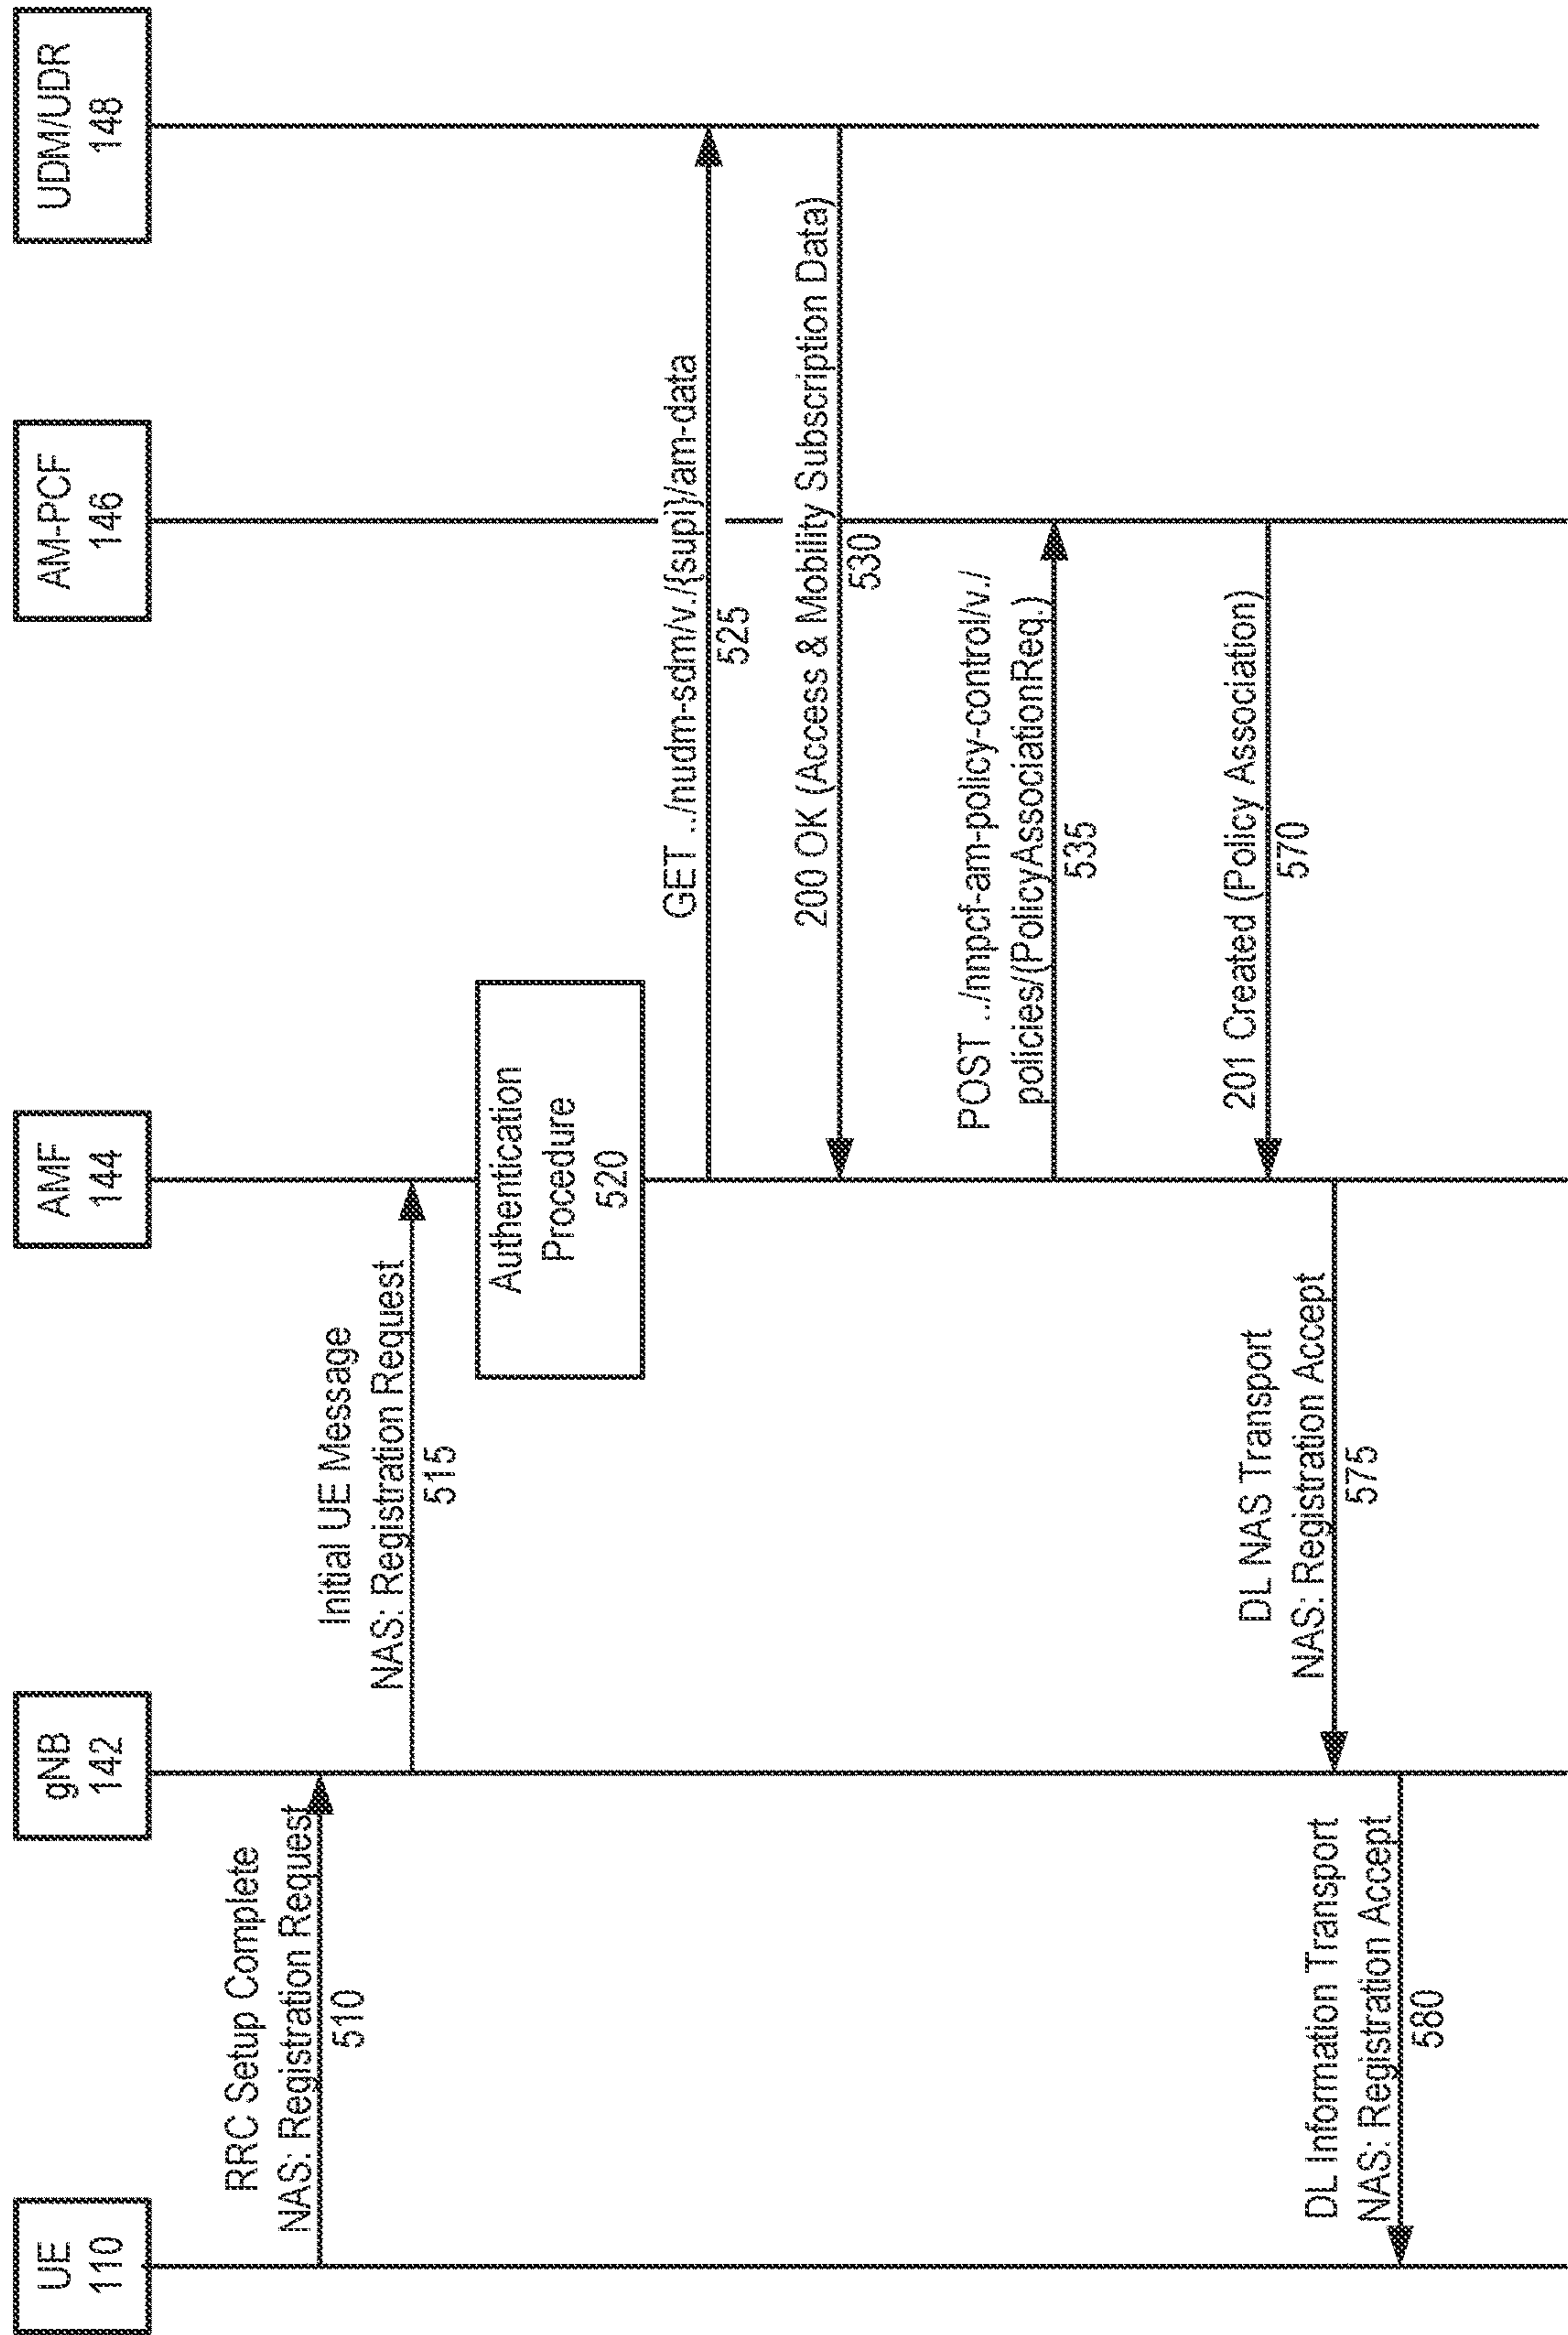 UE
110
gNB
142
AMF
144
AM-PCF
146
UDM/UDR
148
RRC Setup Complete
NAS: Registration Request
510
Initial UE Message
NAS: Registration Request
515
Authentication
Procedure
520
GET ../nudm-sdm/v./{supi}/am-data
525
200 OK (Access & Mobility Subscription Data)
530
POST ../nnpcf-am-policy-control/v./
policies/(PolicyAssociationReq.)
535
201 Created (Policy Association)
570
DL NAS Transport
NAS: Registration Accept
575
DL Information Transport
NAS: Registration Accept
580